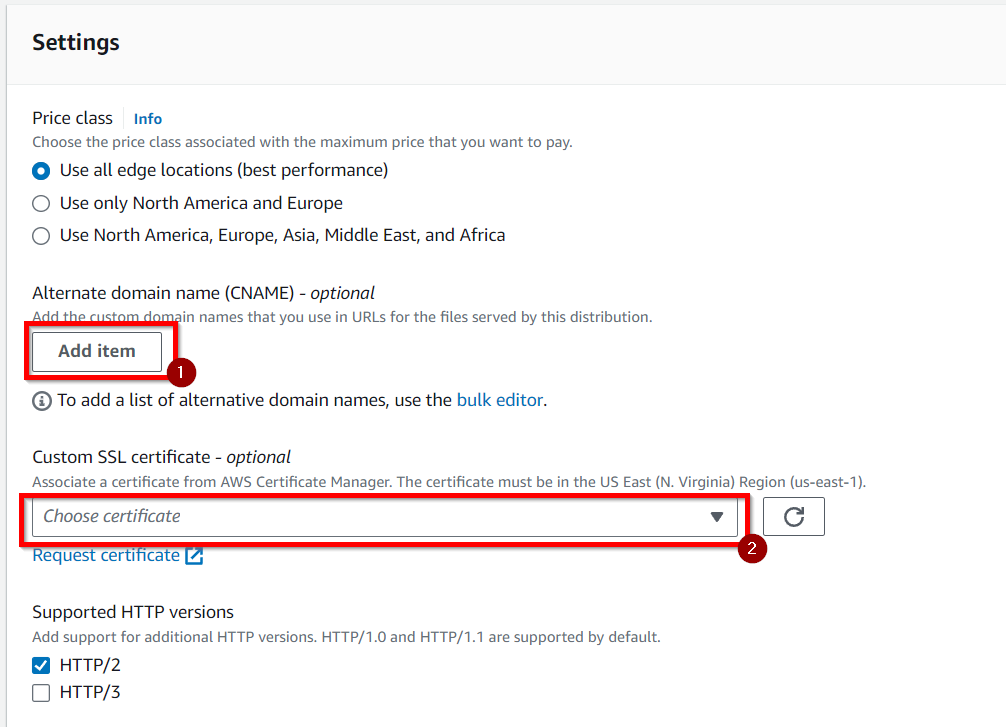 Settings
Price class Info
Choose the price class associated with the maximum price that you want to pay.
Use all edge locations (best performance)
Use only North America and Europe
Use North America, Europe, Asia, Middle East, and Africa
Alternate domain name (CNAME) - optional
Add the custom domain names that you use in URLs for the files served by this distribution.
Add item
1
To add a list of alternative domain names, use the bulk editor.
Custom SSL certificate - optional
Associate a certificate from AWS Certificate Manager. The certificate must be in the US East (N. Virginia) Region (us-east-1).
Choose certificate
2
Request certificate
Supported HTTP versions
Add support for additional HTTP versions. HTTP/1.0 and HTTP/1.1 are supported by default.
HTTP/2
HTTP/3